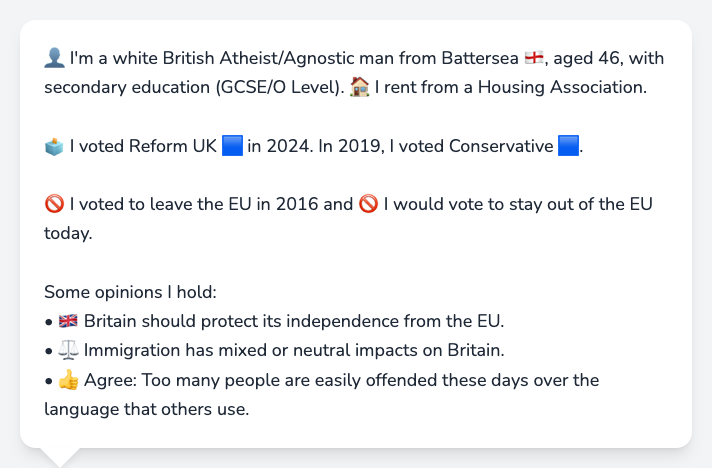 👤 I'm a white British Atheist/Agnostic man from Battersea 🏴󠁧󠁢󠁥󠁮󠁧󠁿, aged 46, with
secondary education (GCSE/O Level). 🏠 I rent from a Housing Association.
🗳️ I voted Reform UK 🟦 in 2024. In 2019, I voted Conservative 🟦.
🚫 I voted to leave the EU in 2016 and 🚫 I would vote to stay out of the EU
today.
Some opinions I hold:
• 🇬🇧 Britain should protect its independence from the EU.
• ⚖️ Immigration has mixed or neutral impacts on Britain.
• 👍 Agree: Too many people are easily offended these days over the
language that others use.